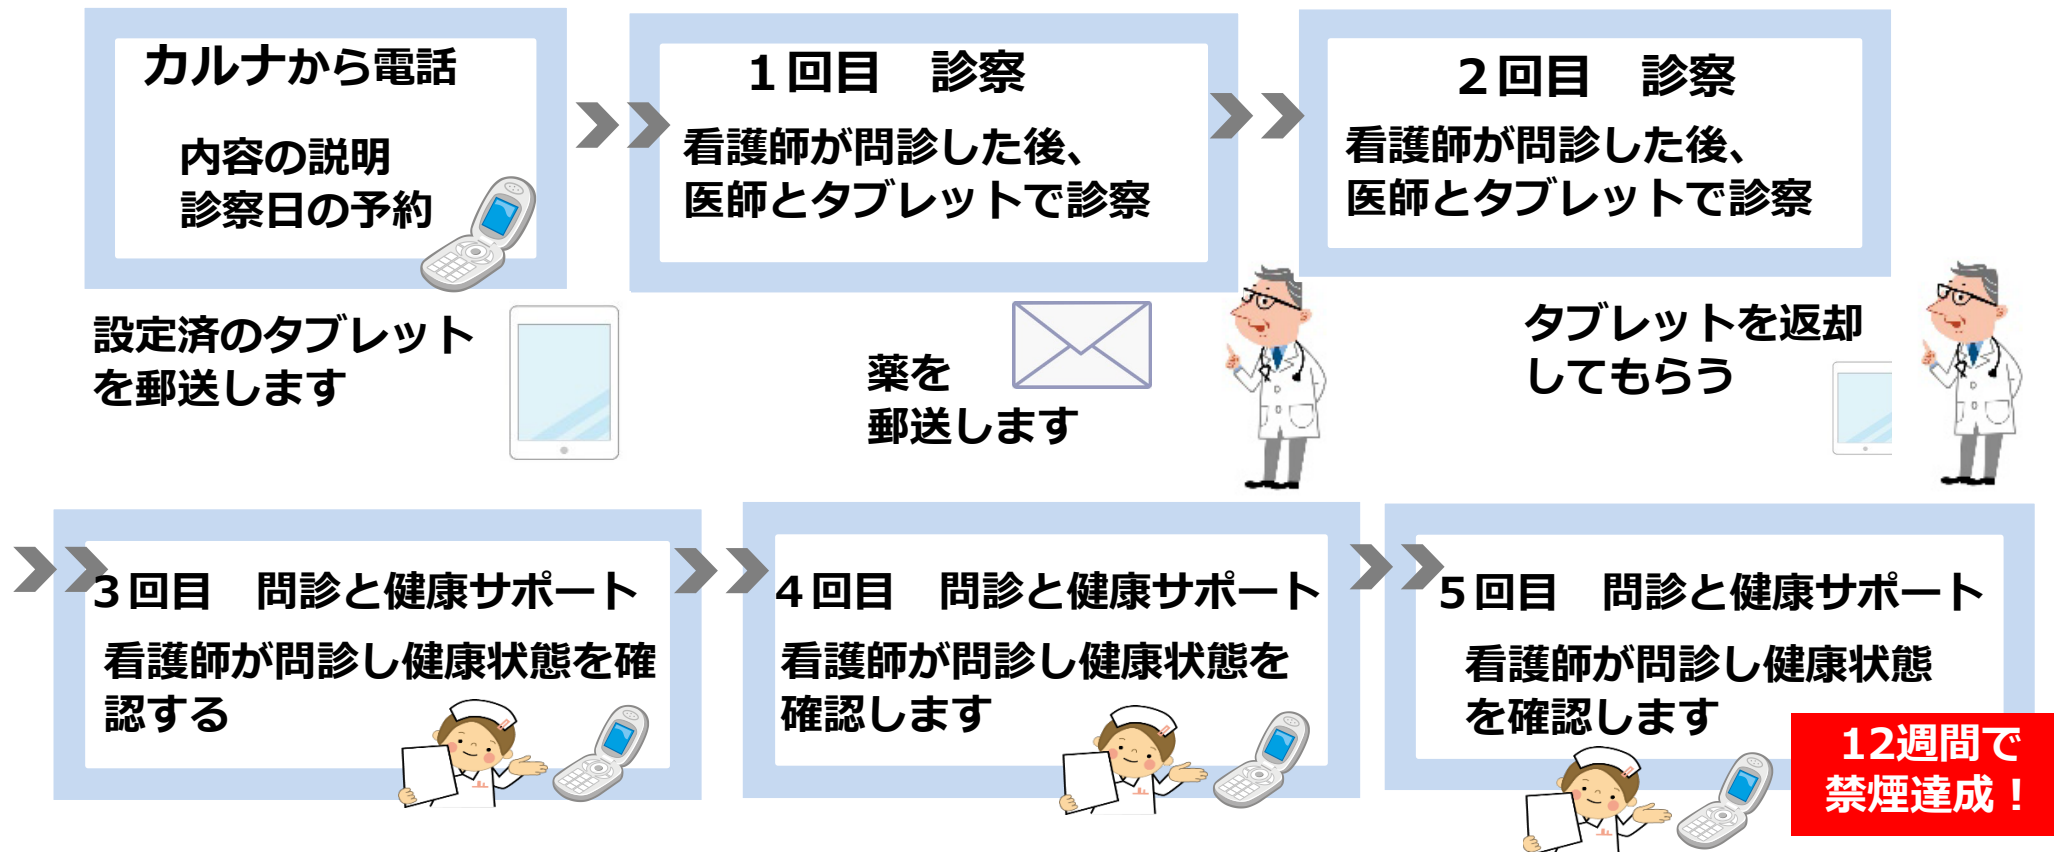 カルナから電話
内容の説明
診察日の予約
設定済のタブレット
を郵送します
１回目　診察
看護師が問診した後、
医師とタブレットで診察
薬を
郵送します
２回目　診察
看護師が問診した後、
医師とタブレットで診察
タブレットを返却
してもらう
３回目　問診と健康サポート
看護師が問診し健康状態を確
認する
４回目　問診と健康サポート
看護師が問診し健康状態を
確認します
５回目　問診と健康サポート
看護師が問診し健康状態
を確認します
12週間で
禁煙達成！